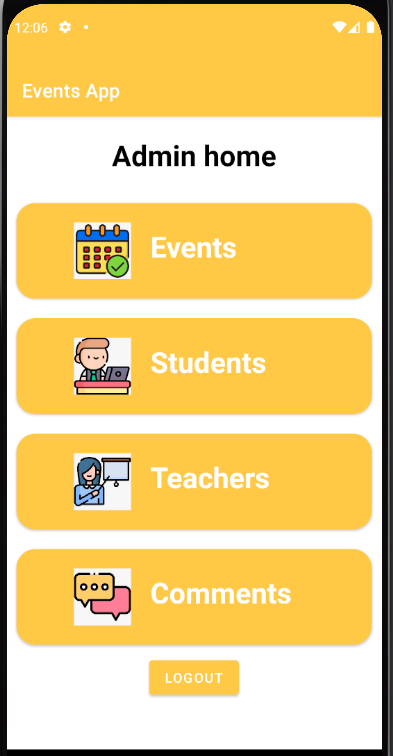 12:06
Events App
Admin home
Events
Students
Teachers
Comments
LOGOUT